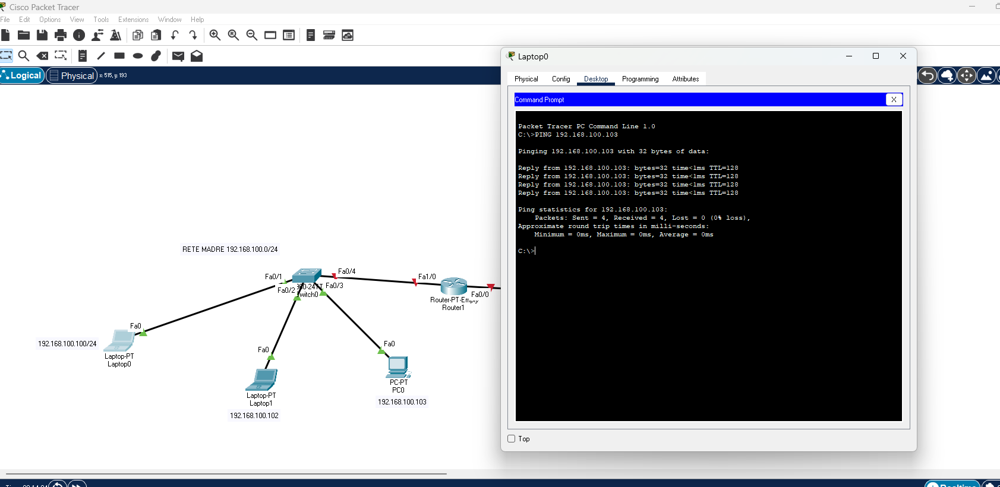 Cisco Packet Tracer
File Edit Options View Tools Extensions Window Help
Logical Physical x: 515, y: 193
Laptop0
Physical Config Desktop Programming Attributes
Command Prompt X
Packet Tracer PC Command Line 1.0
C:\>PING 192.168.100.103
Pinging 192.168.100.103 with 32 bytes of data:
Reply from 192.168.100.103: bytes=32 time<1ms TTL=128
Reply from 192.168.100.103: bytes=32 time<1ms TTL=128
Reply from 192.168.100.103: bytes=32 time<1ms TTL=128
Reply from 192.168.100.103: bytes=32 time<1ms TTL=128
Ping statistics for 192.168.100.103:
Packets: Sent = 4, Received = 4, Lost = 0 (0% loss),
Approximate round trip times in milli-seconds:
Minimum = 0ms, Maximum = 0ms, Average = 0ms
C:\>
Top
RETE MADRE 192.168.100.0/24
Fa0/1
Fa0/4
Fa0/2
Fa0/3
Switch0
Fa1/0
Fa0/0
Router-PT-Empty
Router1
Fa0
192.168.100.100/24
Laptop-PT
Laptop0
Fa0
Laptop-PT
Laptop1
192.168.100.102
Fa0
PC-PT
PC0
192.168.100.103
Realtime